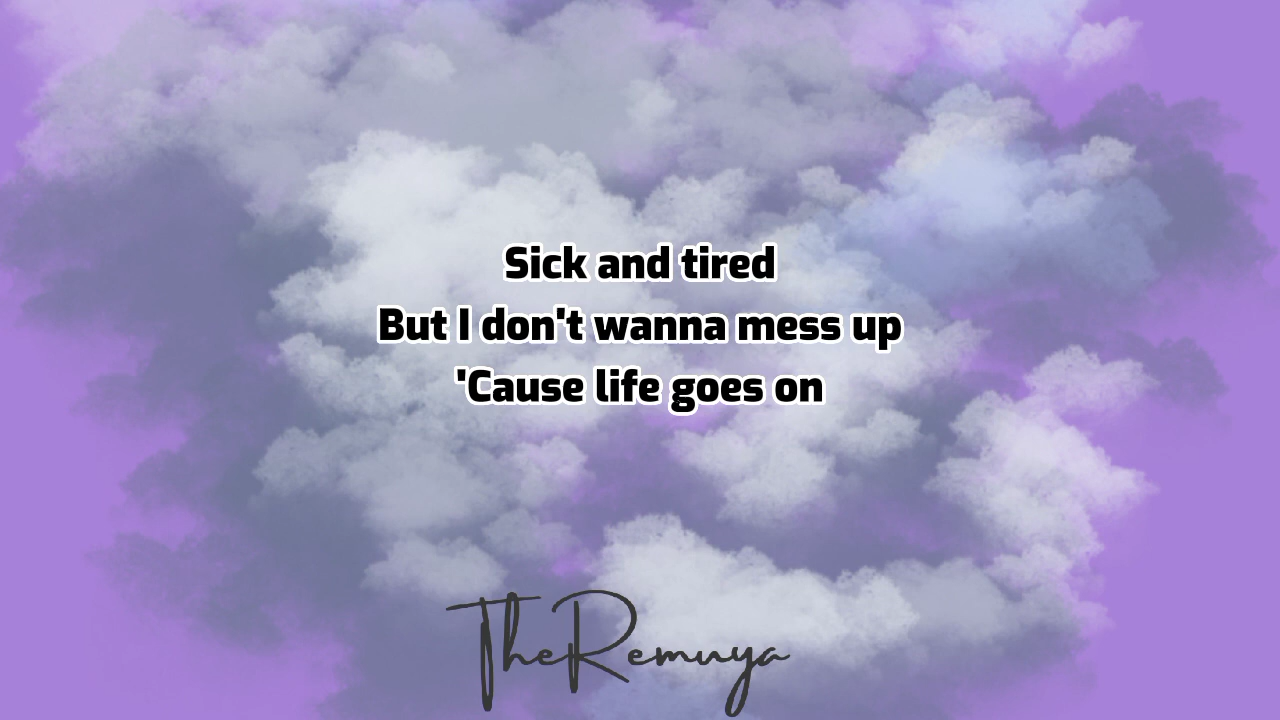 Sick and tired
But I don't wanna mess up
'Cause life goes on
TheRemuya